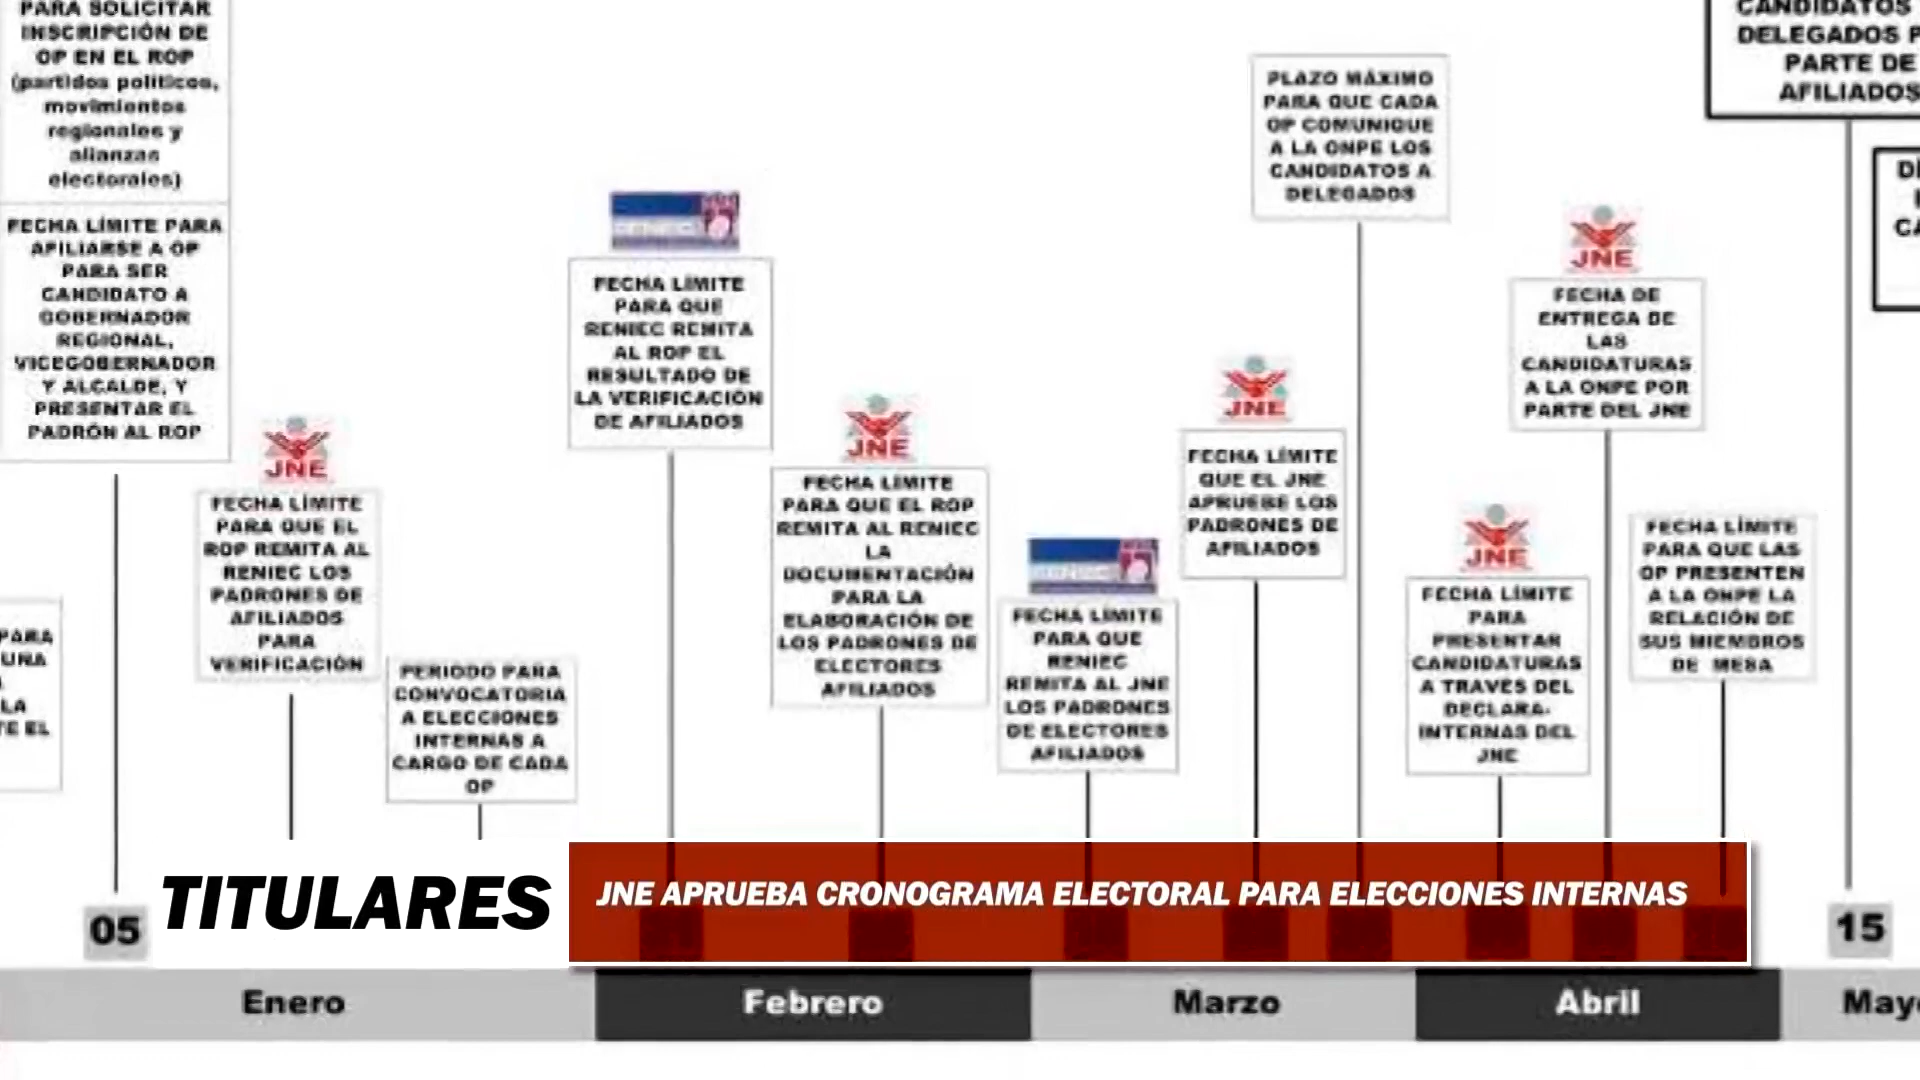 PARA SOLICITAR
INSCRIPCIÓN DE
OP EN EL ROP
(partidos políticos,
movimientos
regionales y
alianzas
electorales)
FECHA LÍMITE PARA
AFILIARSE A OP
PARA SER
CANDIDATO A
GOBERNADOR
REGIONAL,
VICEGOBERNADOR
Y ALCALDE, Y
PRESENTAR EL
PADRÓN AL ROP
PARA
UNA
LA
TE EL
JNE
FECHA LÍMITE
PARA QUE EL
ROP REMITA AL
RENIEC LOS
PADRONES DE
AFILIADOS
PARA
VERIFICACIÓN
PERIODO PARA
CONVOCATORIA
A ELECCIONES
INTERNAS A
CARGO DE CADA
OP
RENIEC
FECHA LÍMITE
PARA QUE
RENIEC REMITA
AL ROP EL
RESULTADO DE
LA VERIFICACIÓN
DE AFILIADOS
JNE
FECHA LÍMITE
PARA QUE EL ROP
REMITA AL RENIEC
LA
DOCUMENTACIÓN
PARA LA
ELABORACIÓN DE
LOS PADRONES DE
ELECTORES
AFILIADOS
FECHA LÍMITE
PARA QUE
RENIEC
REMITA AL JNE
LOS PADRONES
DE ELECTORES
AFILIADOS
JNE
FECHA LÍMITE
QUE EL JNE
APRUEBE LOS
PADRONES DE
AFILIADOS
PLAZO MÁXIMO
PARA QUE CADA
OP COMUNIQUE
A LA ONPE LOS
CANDIDATOS A
DELEGADOS
JNE
FECHA LÍMITE
PARA
PRESENTAR
CANDIDATURAS
A TRAVÉS DEL
DECLARA-
INTERNAS DEL
JNE
JNE
FECHA DE
ENTREGA DE
LAS
CANDIDATURAS
A LA ONPE POR
PARTE DEL JNE
FECHA LÍMITE
PARA QUE LAS
OP PRESENTEN
A LA ONPE LA
RELACIÓN DE
SUS MIEMBROS
DE MESA
CANDIDATOS
DELEGADOS P
PARTE DE
AFILIADOS
CA
05
TITULARES
JNE APRUEBA CRONOGRAMA ELECTORAL PARA ELECCIONES INTERNAS
15
Enero
Febrero
Marzo
Abril
Mayo